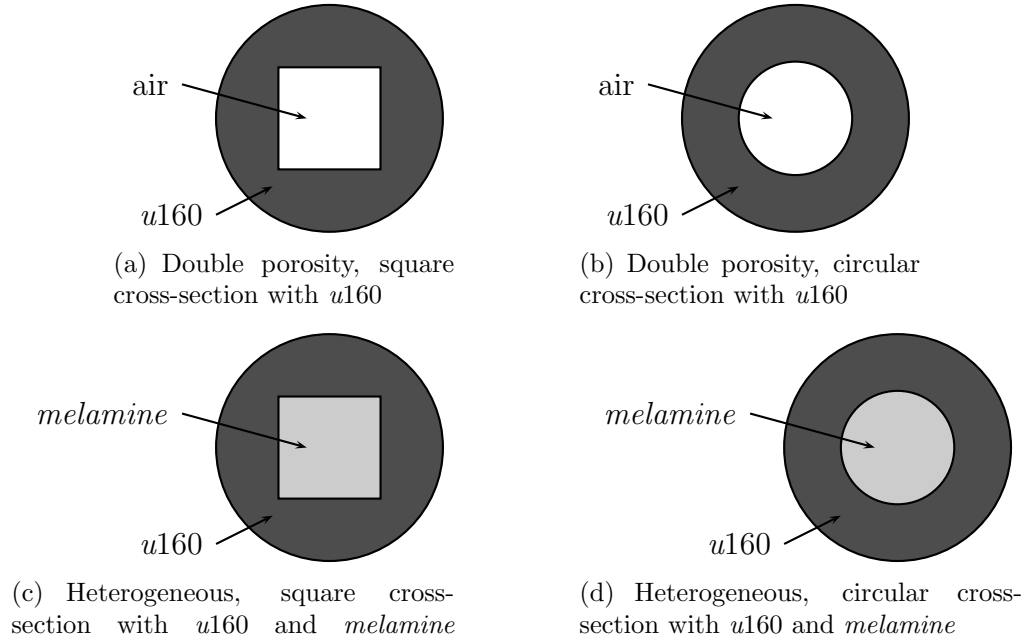 air
u160
(a) Double porosity, square
cross-section with u160
air
u160
(b) Double porosity, circular
cross-section with u160
melamine
u160
(c) Heterogeneous, square cross-
section with u160 and melamine
melamine
u160
(d) Heterogeneous, circular cross-
section with u160 and melamine